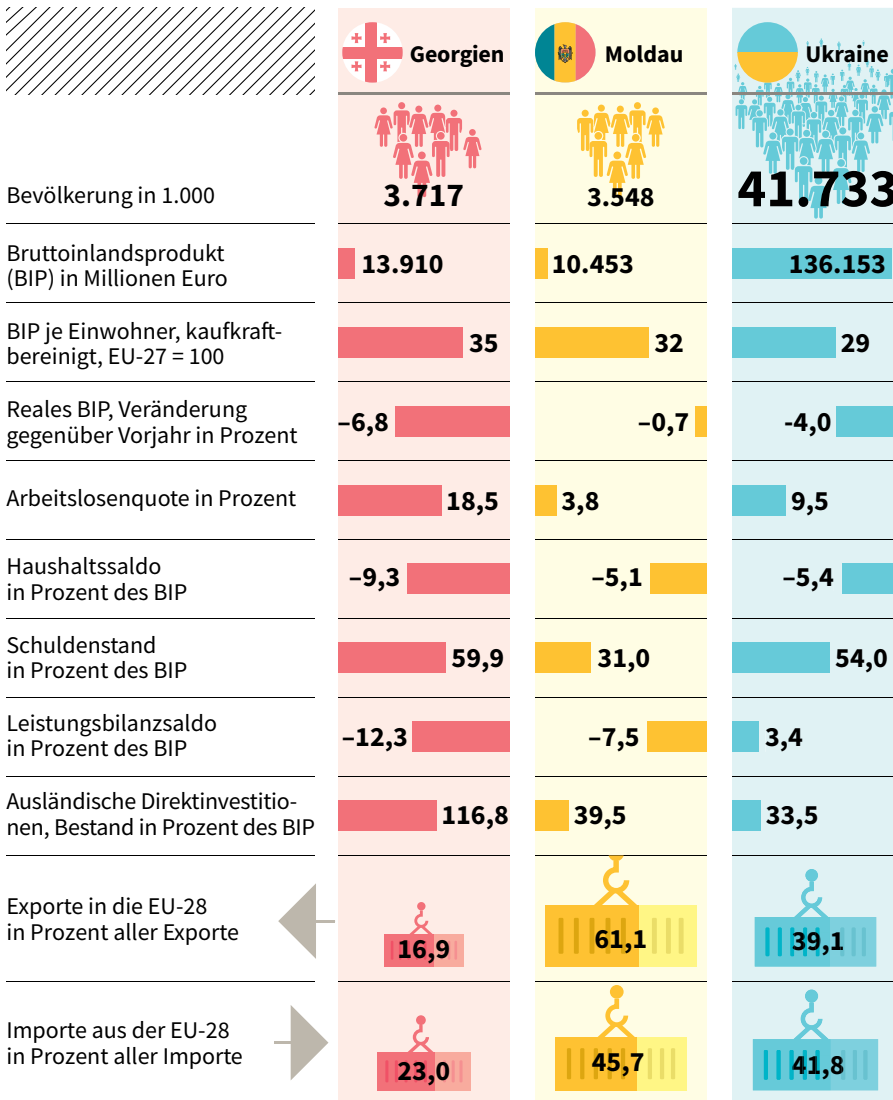 Georgien Moldau Ukraine
Bevölkerung in 1.000 3.717 3.548 41.733
Bruttoinlandsprodukt
(BIP) in Millionen Euro 13.910 10.453 136.153
BIP je Einwohner, kaufkraft-
bereinigt, EU-27 = 100 35 32 29
Reales BIP, Veränderung
gegenüber Vorjahr in Prozent –6,8 –0,7 -4,0
Arbeitslosenquote in Prozent 18,5 3,8 9,5
Haushaltssaldo
in Prozent des BIP –9,3 –5,1 –5,4
Schuldenstand
in Prozent des BIP 59,9 31,0 54,0
Leistungsbilanzsaldo
in Prozent des BIP –12,3 –7,5 3,4
Ausländische Direktinvestitio-
nen, Bestand in Prozent des BIP 116,8 39,5 33,5
Exporte in die EU-28
in Prozent aller Exporte 16,9 61,1 39,1
Importe aus der EU-28
in Prozent aller Importe 23,0 45,7 41,8